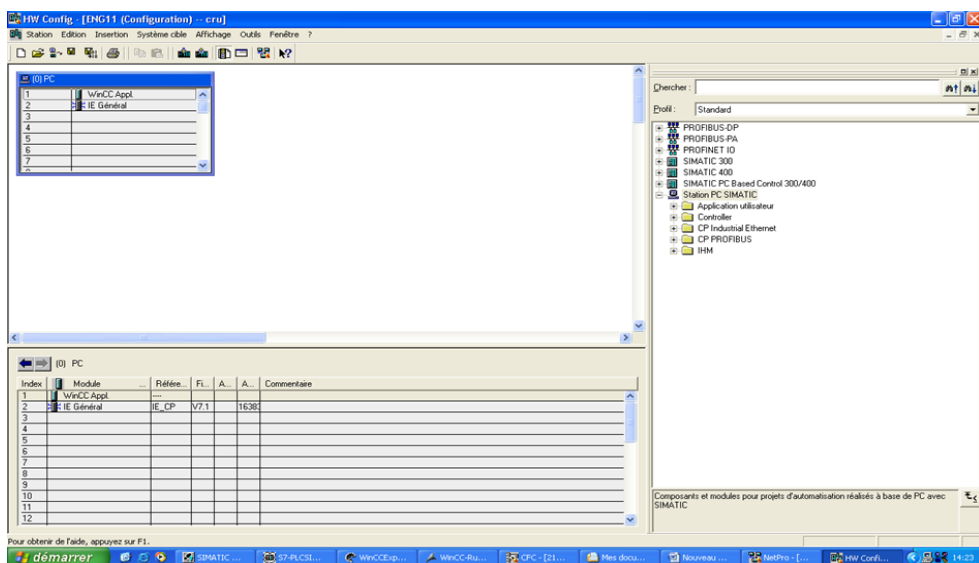 HW Config - [ENG11 (Configuration) -- cru]
Station Edition Insertion Système cible Affichage Outils Fenêtre ?
(0) PC
1 WinCC Appl.
2 IE Général
3
4
5
6
7
Chercher :
Profil : Standard
PROFIBUS-DP
PROFIBUS-PA
PROFINET IO
SIMATIC 300
SIMATIC 400
SIMATIC PC Based Control 300/400
Station PC SIMATIC
Application utilisateur
Controller
CP Industrial Ethernet
CP PROFIBUS
IHM
(0) PC
Index Module ... Référe... Fi... A... A... Commentaire
1 WinCC Appl. ----
2 IE Général IE_CP V7.1 1638
3
4
5
6
7
8
9
10
11
12
Composants et modules pour projets d'automatisation réalisés à base de PC avec
SIMATIC
Pour obtenir de l'aide, appuyez sur F1.
démarrer SIMATIC ... S7-PLCSI... WinCCExp... WinCC-Ru... CFC - [21... Mes docu... Nouveau ... NetPro - [... HW Confi... 14:23